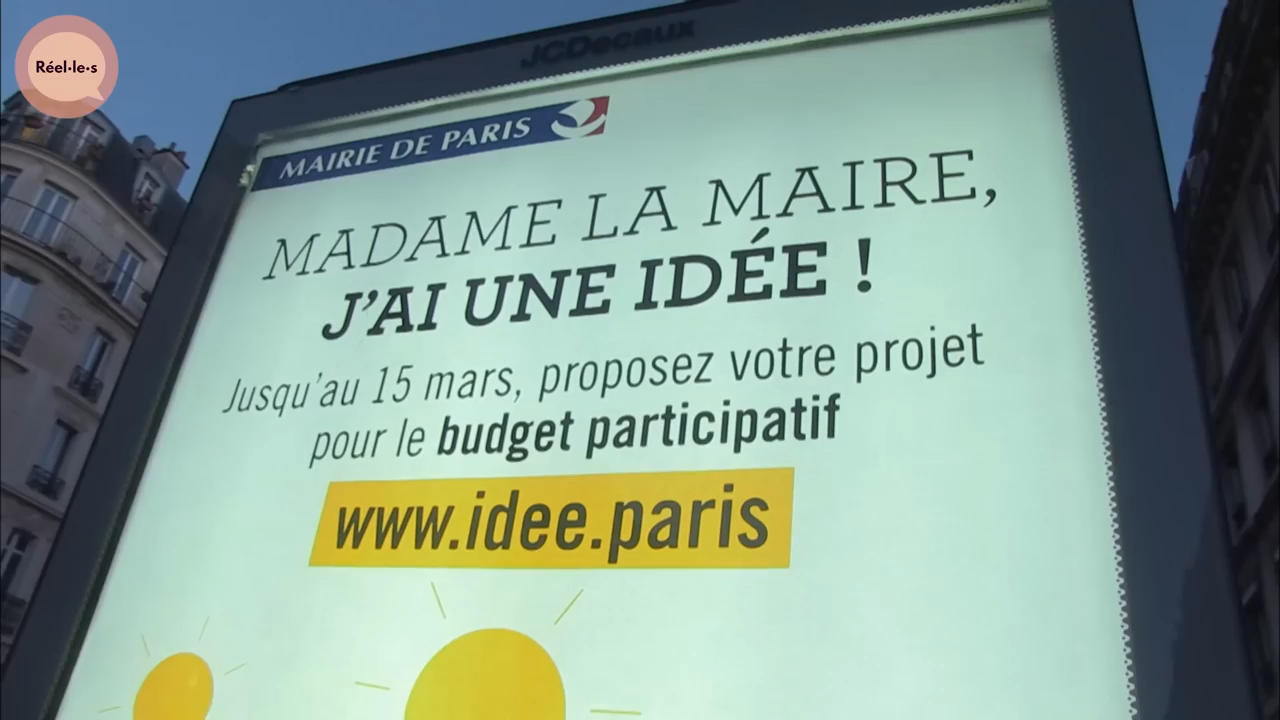 Réel·le·s
JCDecaux
MAIRIE DE PARIS
MADAME LA MAIRE,
J'AI UNE IDÉE !
Jusqu'au 15 mars, proposez votre projet
pour le budget participatif
www.idee.paris